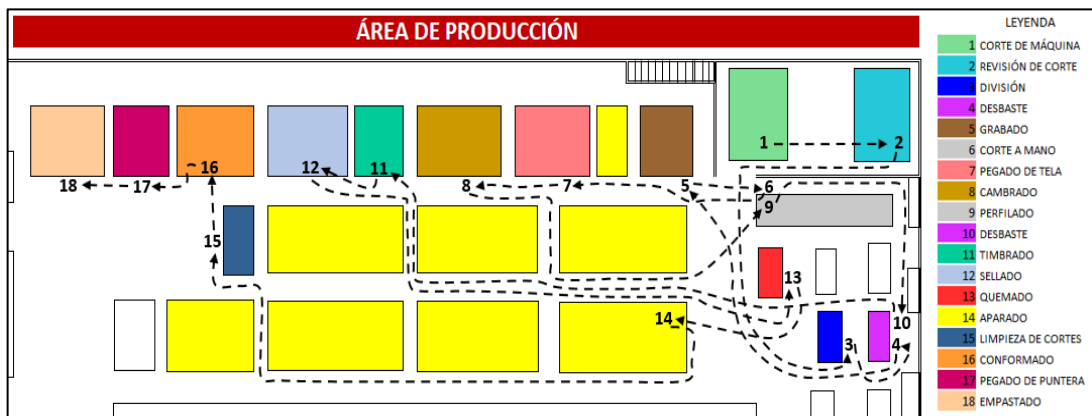 ÁREA DE PRODUCCIÓN
LEYENDA
1 CORTE DE MÁQUINA
2 REVISIÓN DE CORTE
3 DIVISIÓN
4 DESBASTE
5 GRABADO
6 CORTE A MANO
7 PEGADO DE TELA
8 CAMBRADO
9 PERFILADO
10 DESBASTE
11 TIMBRADO
12 SELLADO
13 QUEMADO
14 APARADO
15 LIMPIEZA DE CORTES
16 CONFORMADO
17 PEGADO DE PUNTERA
18 EMPASTADO
1
2
16
12
11
18
17
8
7
5
6
9
15
13
14
10
3
4